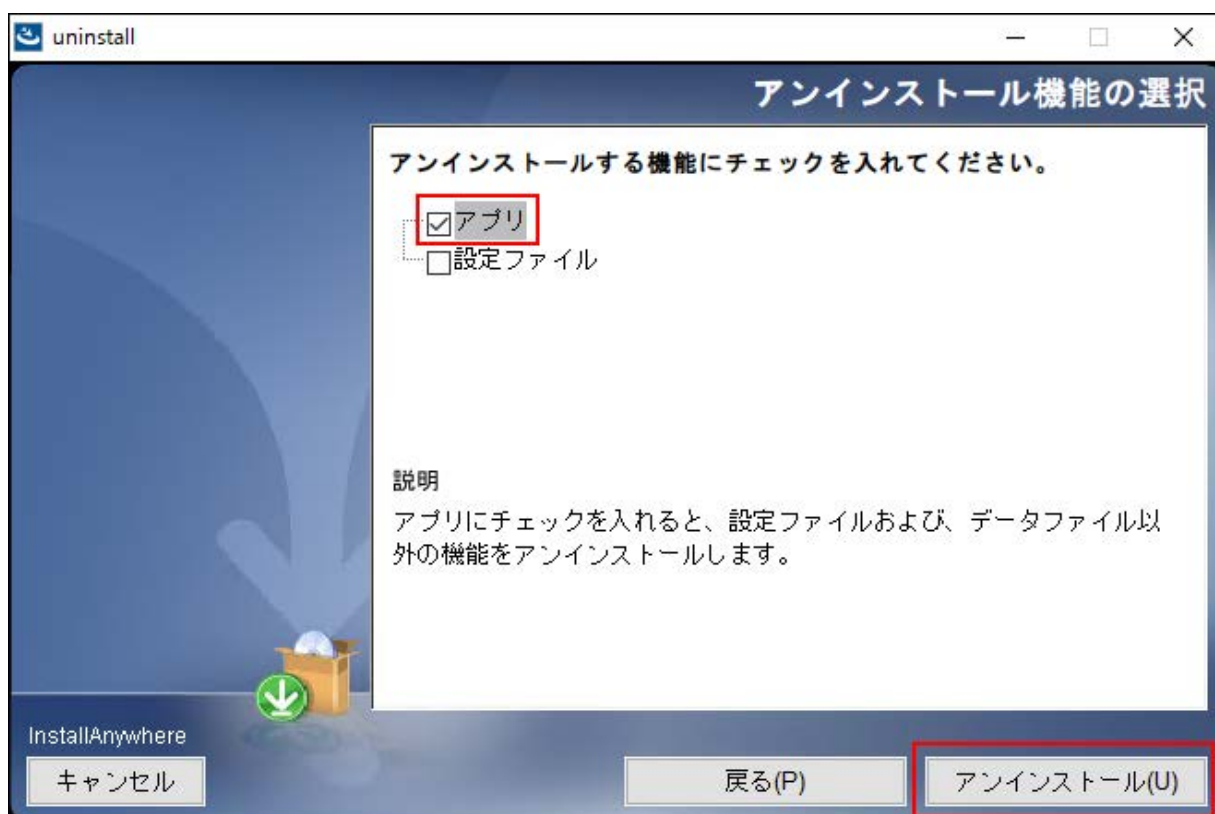 uninstall
アンインストール機能の選択
アンインストールする機能にチェックを入れてください。
アプリ
設定ファイル
説明
アプリにチェックを入れると、設定ファイルおよび、データファイル以
外の機能をアンインストールします。
InstallAnywhere
キャンセル
戻る(P)
アンインストール(U)